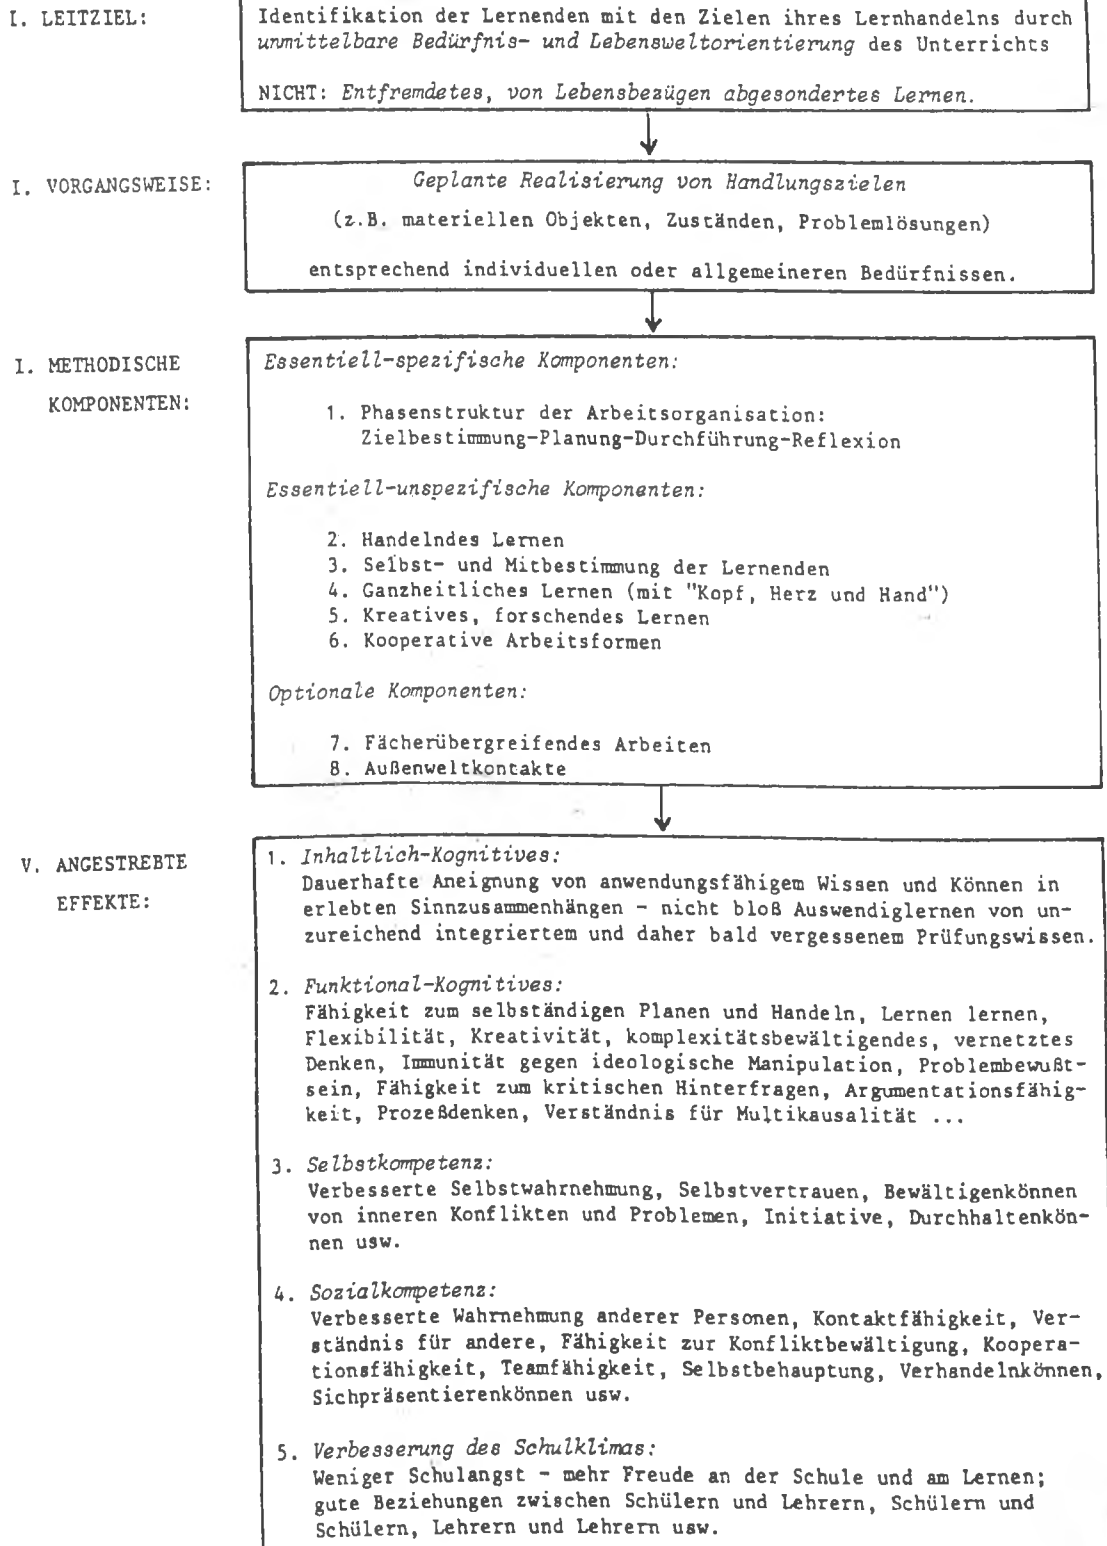 I. LEITZIEL:
Identifikation der Lernenden mit den Zielen ihres Lernhandelns durch
unmittelbare Bedürfnis- und Lebensweltorientierung des Unterrichts
NICHT: Entfremdetes, von Lebensbezügen abgesondertes Lernen.
I. VORGANGSWEISE:
Geplante Realisierung von Handlungszielen
(z.B. materiellen Objekten, Zuständen, Problemlösungen)
entsprechend individuellen oder allgemeineren Bedürfnissen.
I. METHODISCHE
KOMPONENTEN:
Essentiell-spezifische Komponenten:
1. Phasenstruktur der Arbeitsorganisation:
Zielbestimmung-Planung-Durchführung-Reflexion
Essentiell-unspezifische Komponenten:
2. Handelndes Lernen
3. Selbst- und Mitbestimmung der Lernenden
4. Ganzheitliches Lernen (mit "Kopf, Herz und Hand")
5. Kreatives, forschendes Lernen
6. Kooperative Arbeitsformen
Optionale Komponenten:
7. Fächerübergreifendes Arbeiten
8. Außenweltkontakte
V. ANGESTREBTE
EFFEKTE:
1. Inhaltlich-Kognitives:
Dauerhafte Aneignung von anwendungsfähigem Wissen und Können in
erlebten Sinnzusammenhängen - nicht bloß Auswendiglernen von un-
zureichend integriertem und daher bald vergessenem Prüfungswissen.
2. Funktional-Kognitives:
Fähigkeit zum selbständigen Planen und Handeln, Lernen lernen,
Flexibilität, Kreativität, komplexitätsbewältigendes, vernetztes
Denken, Immunität gegen ideologische Manipulation, Problembewußt-
sein, Fähigkeit zum kritischen Hinterfragen, Argumentationsfähig-
keit, Prozeßdenken, Verständnis für Multikausalität ...
3. Selbstkompetenz:
Verbesserte Selbstwahrnehmung, Selbstvertrauen, Bewältigenkönnen
von inneren Konflikten und Problemen, Initiative, Durchhaltenkön-
nen usw.
4. Sozialkompetenz:
Verbesserte Wahrnehmung anderer Personen, Kontaktfähigkeit, Ver-
ständnis für andere, Fähigkeit zur Konfliktbewältigung, Koopera-
tionsfähigkeit, Teamfähigkeit, Selbstbehauptung, Verhandelnkönnen,
Sichpräsentierenkönnen usw.
5. Verbesserung des Schulklimas:
Weniger Schulangst - mehr Freude an der Schule und am Lernen;
gute Beziehungen zwischen Schülern und Lehrern, Schülern und
Schülern, Lehrern und Lehrern usw.